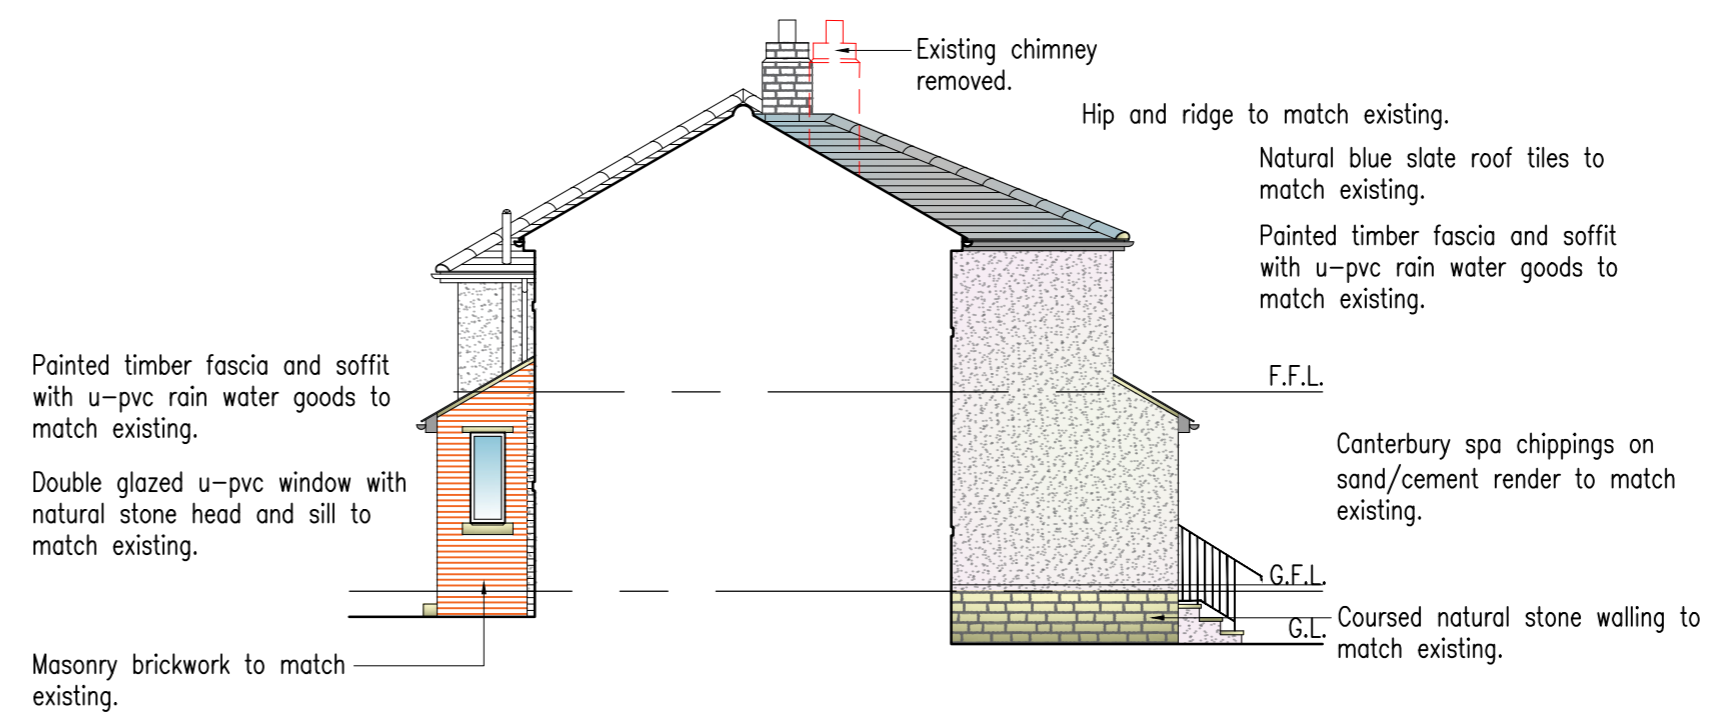 Existing chimney
removed.
Hip and ridge to match existing.
Natural blue slate roof tiles to
match existing.
Painted timber fascia and soffit
with u-pvc rain water goods to
match existing.
Painted timber fascia and soffit
with u-pvc rain water goods to
match existing.
F.F.L.
Double glazed u-pvc window with
natural stone head and sill to
match existing.
Canterbury spa chippings on
sand/cement render to match
existing.
G.F.L.
G.L.
Coursed natural stone walling to
match existing.
Masonry brickwork to match
existing.